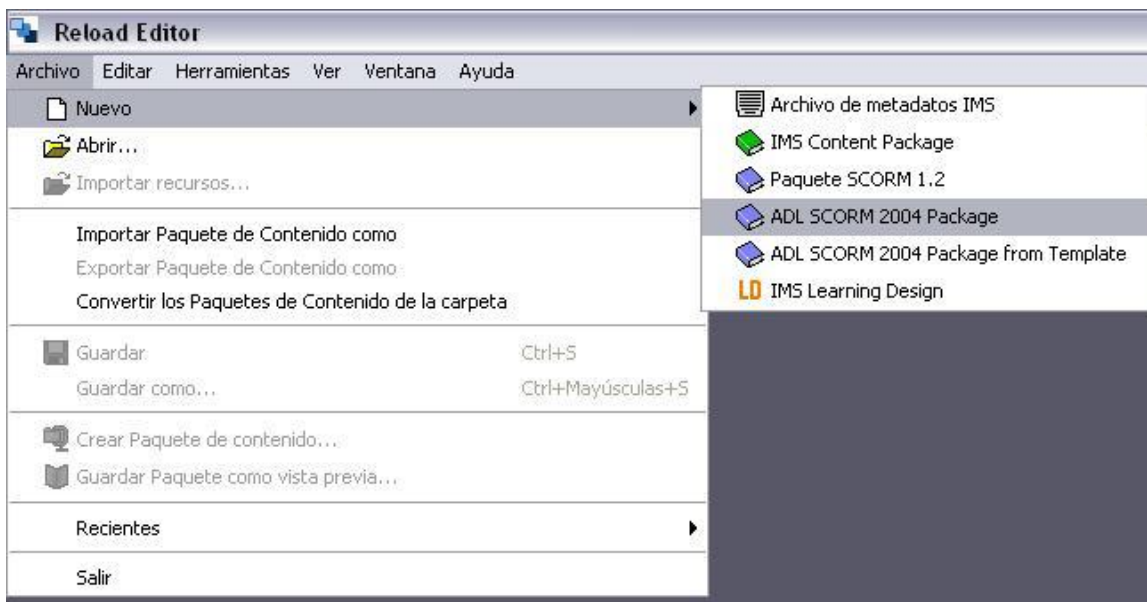 Reload Editor
Archivo Editar Herramientas Ver Ventana Ayuda
Nuevo
Abrir...
Importar recursos...
Importar Paquete de Contenido como
Exportar Paquete de Contenido como
Convertir los Paquetes de Contenido de la carpeta
Guardar Ctrl+S
Guardar como... Ctrl+Mayúsculas+S
Crear Paquete de contenido...
Guardar Paquete como vista previa...
Recientes
Salir
Archivo de metadatos IMS
IMS Content Package
Paquete SCORM 1.2
ADL SCORM 2004 Package
ADL SCORM 2004 Package from Template
LD IMS Learning Design